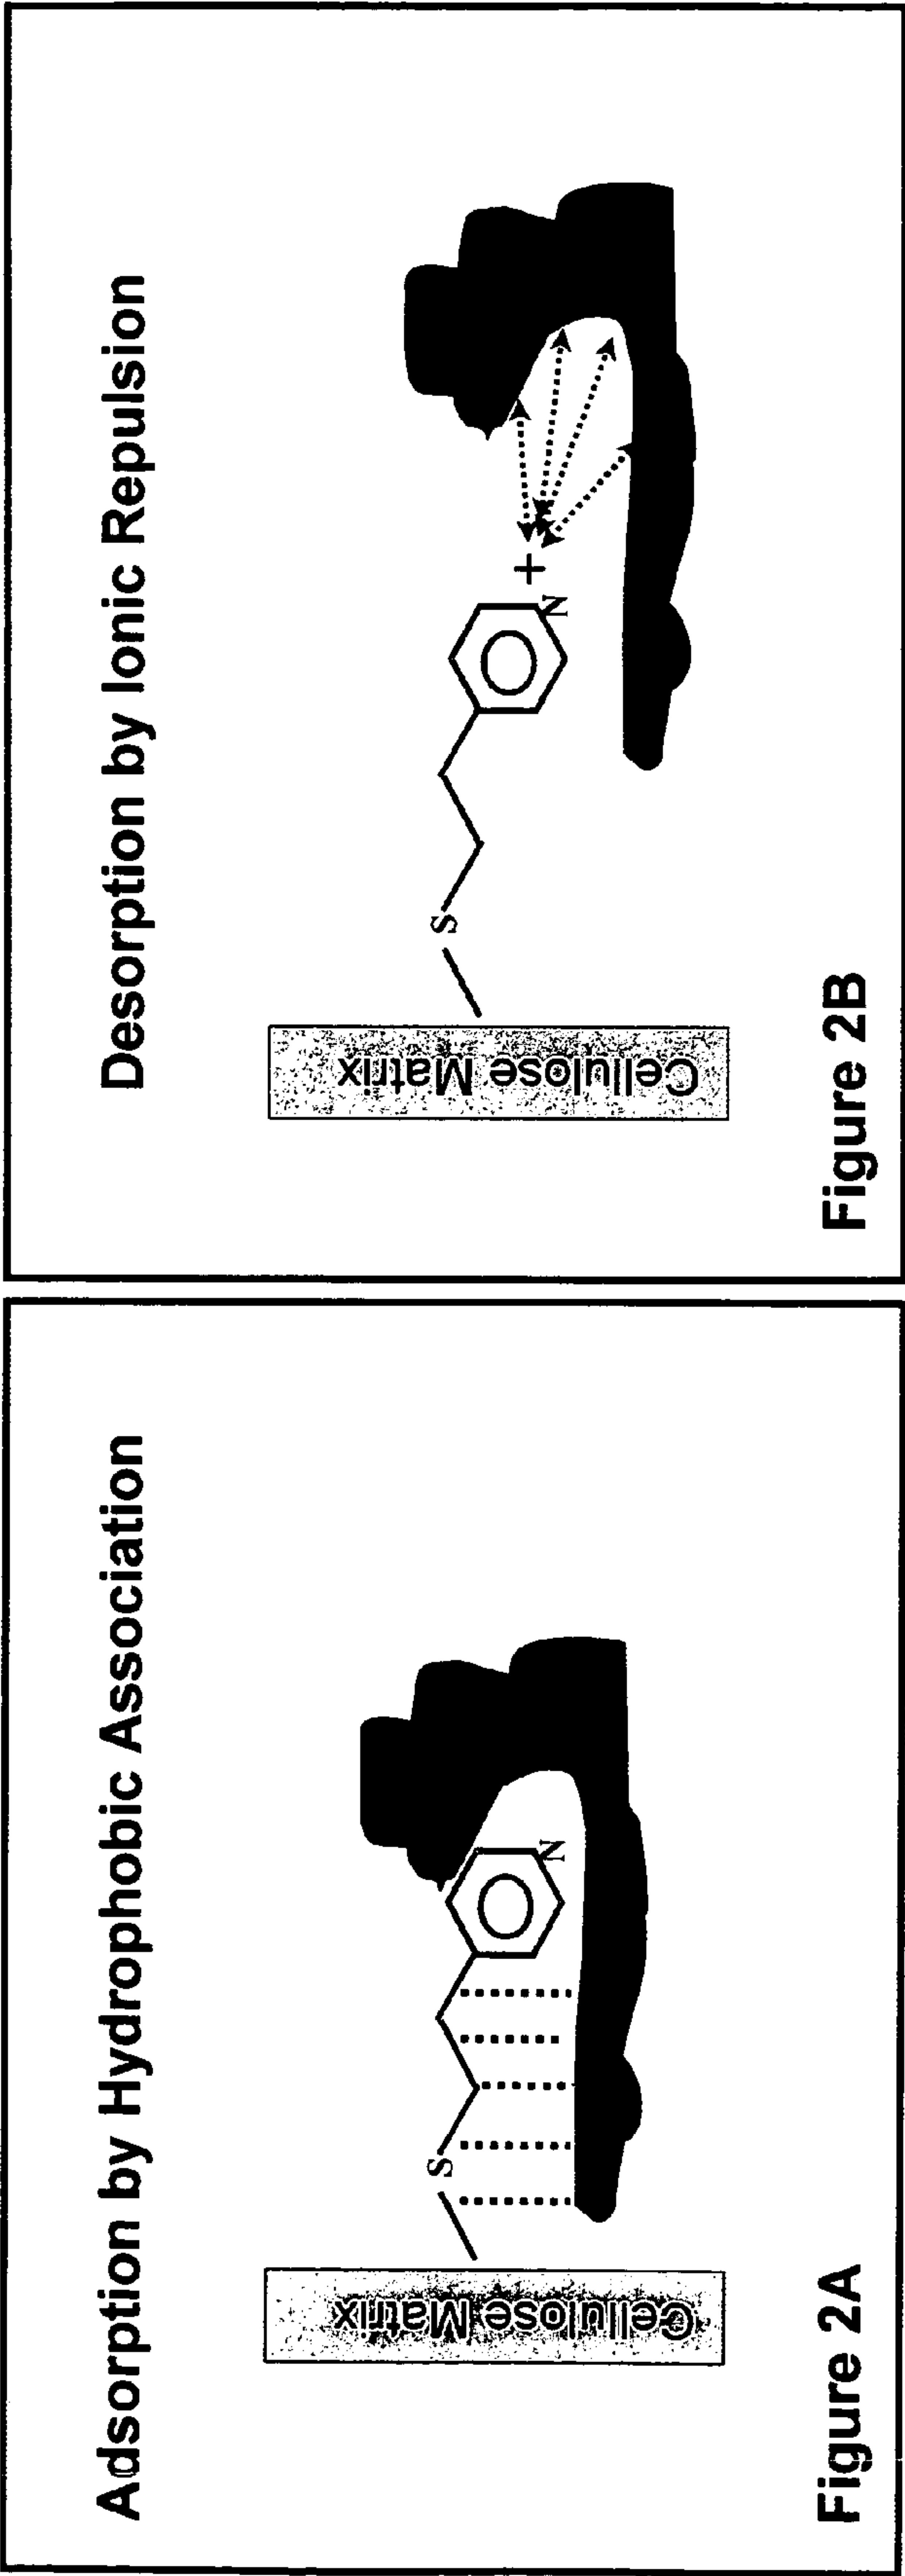 Adsorption by Hydrophobic Association
Cellulose Matrix
S
N
Figure 2A
Desorption by Ionic Repulsion
Cellulose Matrix
S
N
+
Figure 2B